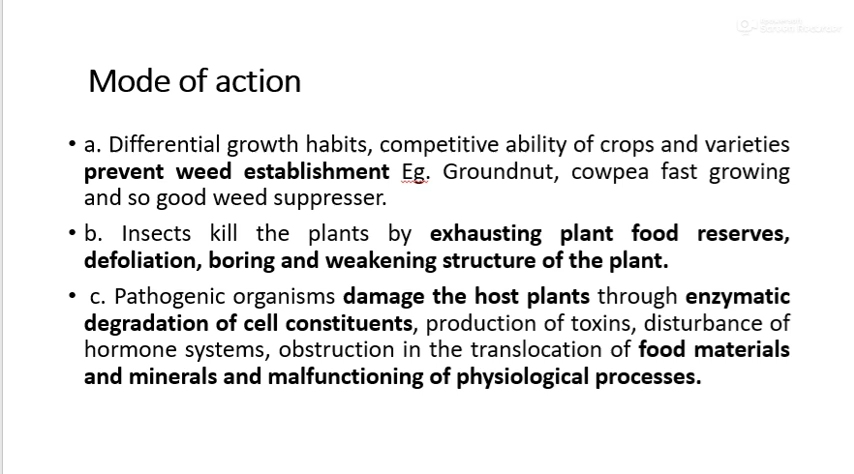 Mode of action
• a. Differential growth habits, competitive ability of crops and varieties
prevent weed establishment Eg. Groundnut, cowpea fast growing
and so good weed suppresser.
• b. Insects kill the plants by exhausting plant food reserves,
defoliation, boring and weakening structure of the plant.
• c. Pathogenic organisms damage the host plants through enzymatic
degradation of cell constituents, production of toxins, disturbance of
hormone systems, obstruction in the translocation of food materials
and minerals and malfunctioning of physiological processes.